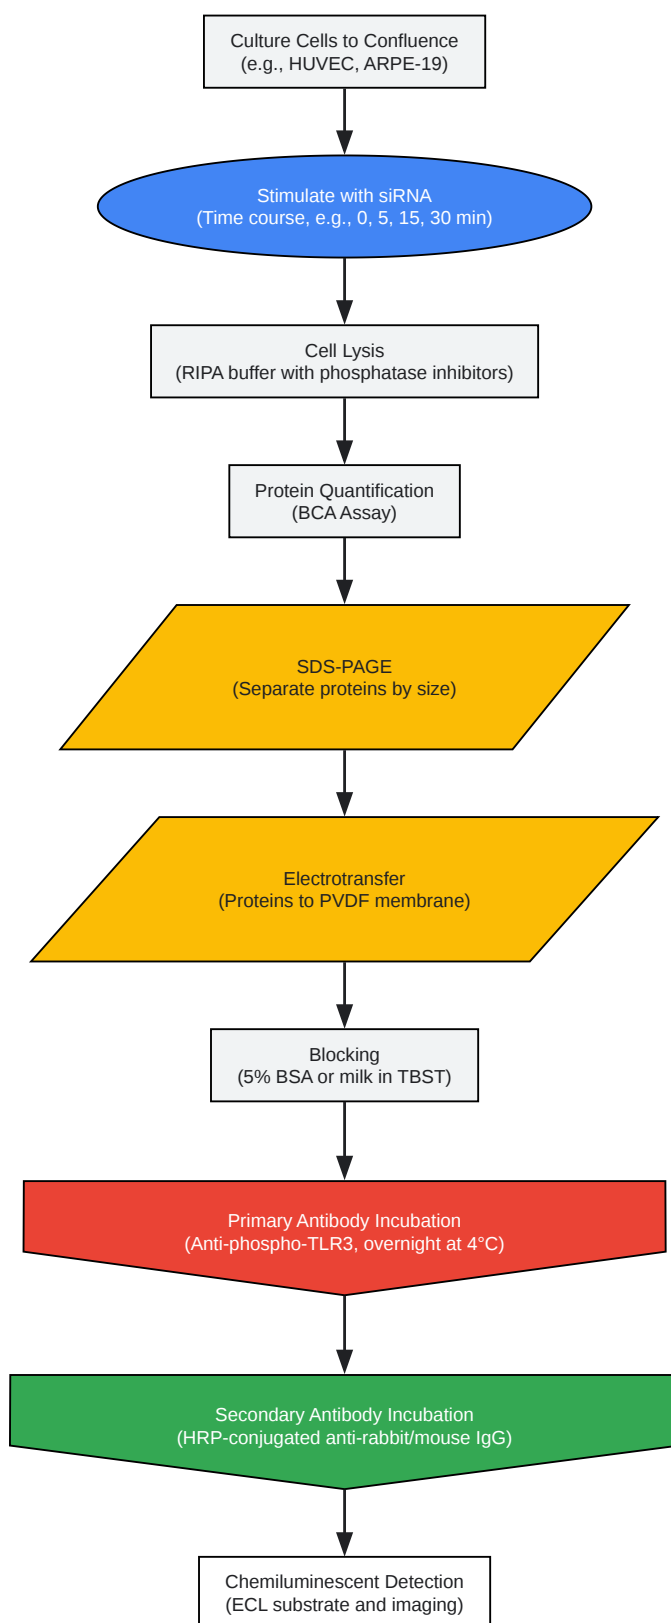 Culture Cells to Confluence
(e.g., HUVEC, ARPE-19)
Stimulate with siRNA
(Time course, e.g., 0, 5, 15, 30 min)
Cell Lysis
(RIPA buffer with phosphatase inhibitors)
Protein Quantification
(BCA Assay)
SDS-PAGE
(Separate proteins by size)
Electrotransfer
(Proteins to PVDF membrane)
Blocking
(5% BSA or milk in TBST)
Primary Antibody Incubation
(Anti-phospho-TLR3, overnight at 4°C)
Secondary Antibody Incubation
(HRP-conjugated anti-rabbit/mouse IgG)
Chemiluminescent Detection
(ECL substrate and imaging)